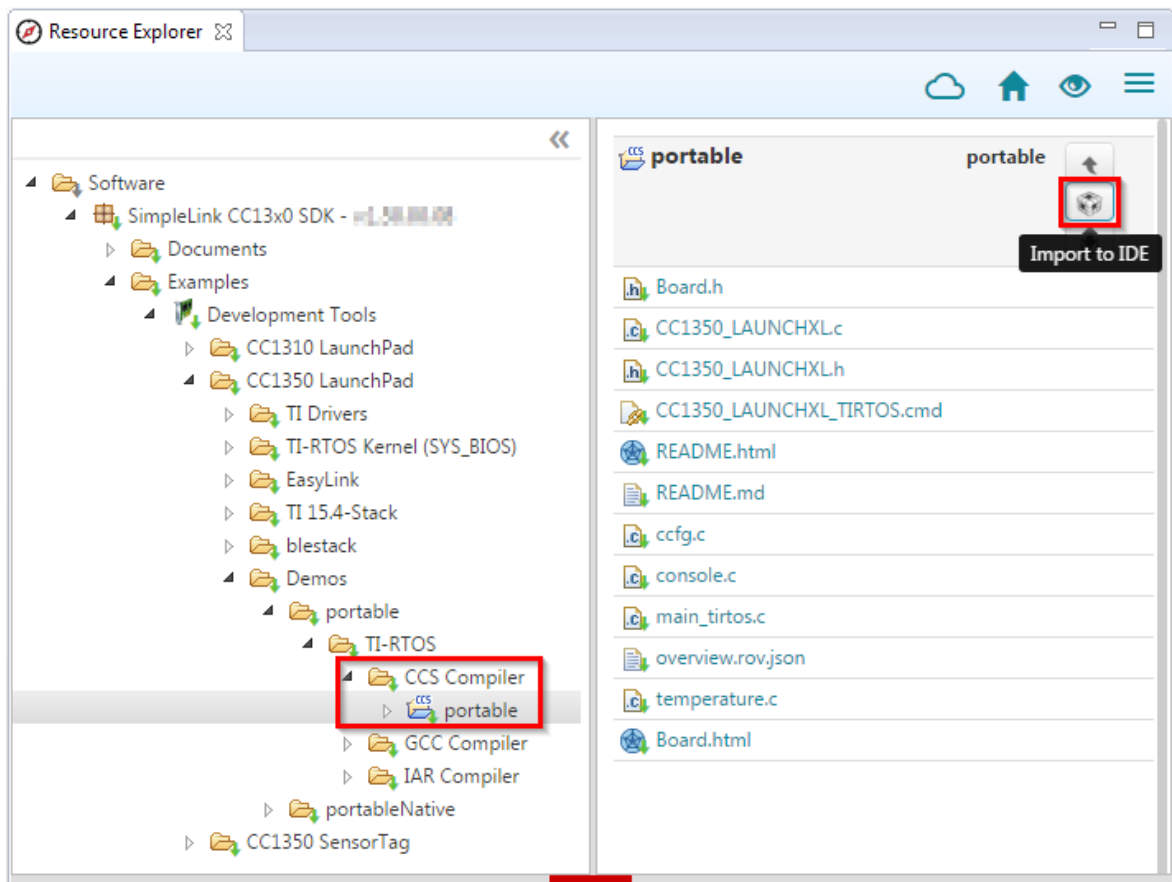 Resource Explorer
Software
SimpleLink CC13x0 SDK -
Documents
Examples
Development Tools
CC1310 LaunchPad
CC1350 LaunchPad
TI Drivers
TI-RTOS Kernel (SYS_BIOS)
EasyLink
TI 15.4-Stack
blestack
Demos
portable
TI-RTOS
CCS Compiler
CCS portable
GCC Compiler
IAR Compiler
portableNative
CC1350 SensorTag
CCS portable portable
Import to IDE
.h Board.h
.c CC1350_LAUNCHXL.c
.h CC1350_LAUNCHXL.h
CC1350_LAUNCHXL_TIRTOS.cmd
README.html
README.md
.c ccfg.c
.c console.c
.c main_tirtos.c
overview.rov.json
.c temperature.c
Board.html